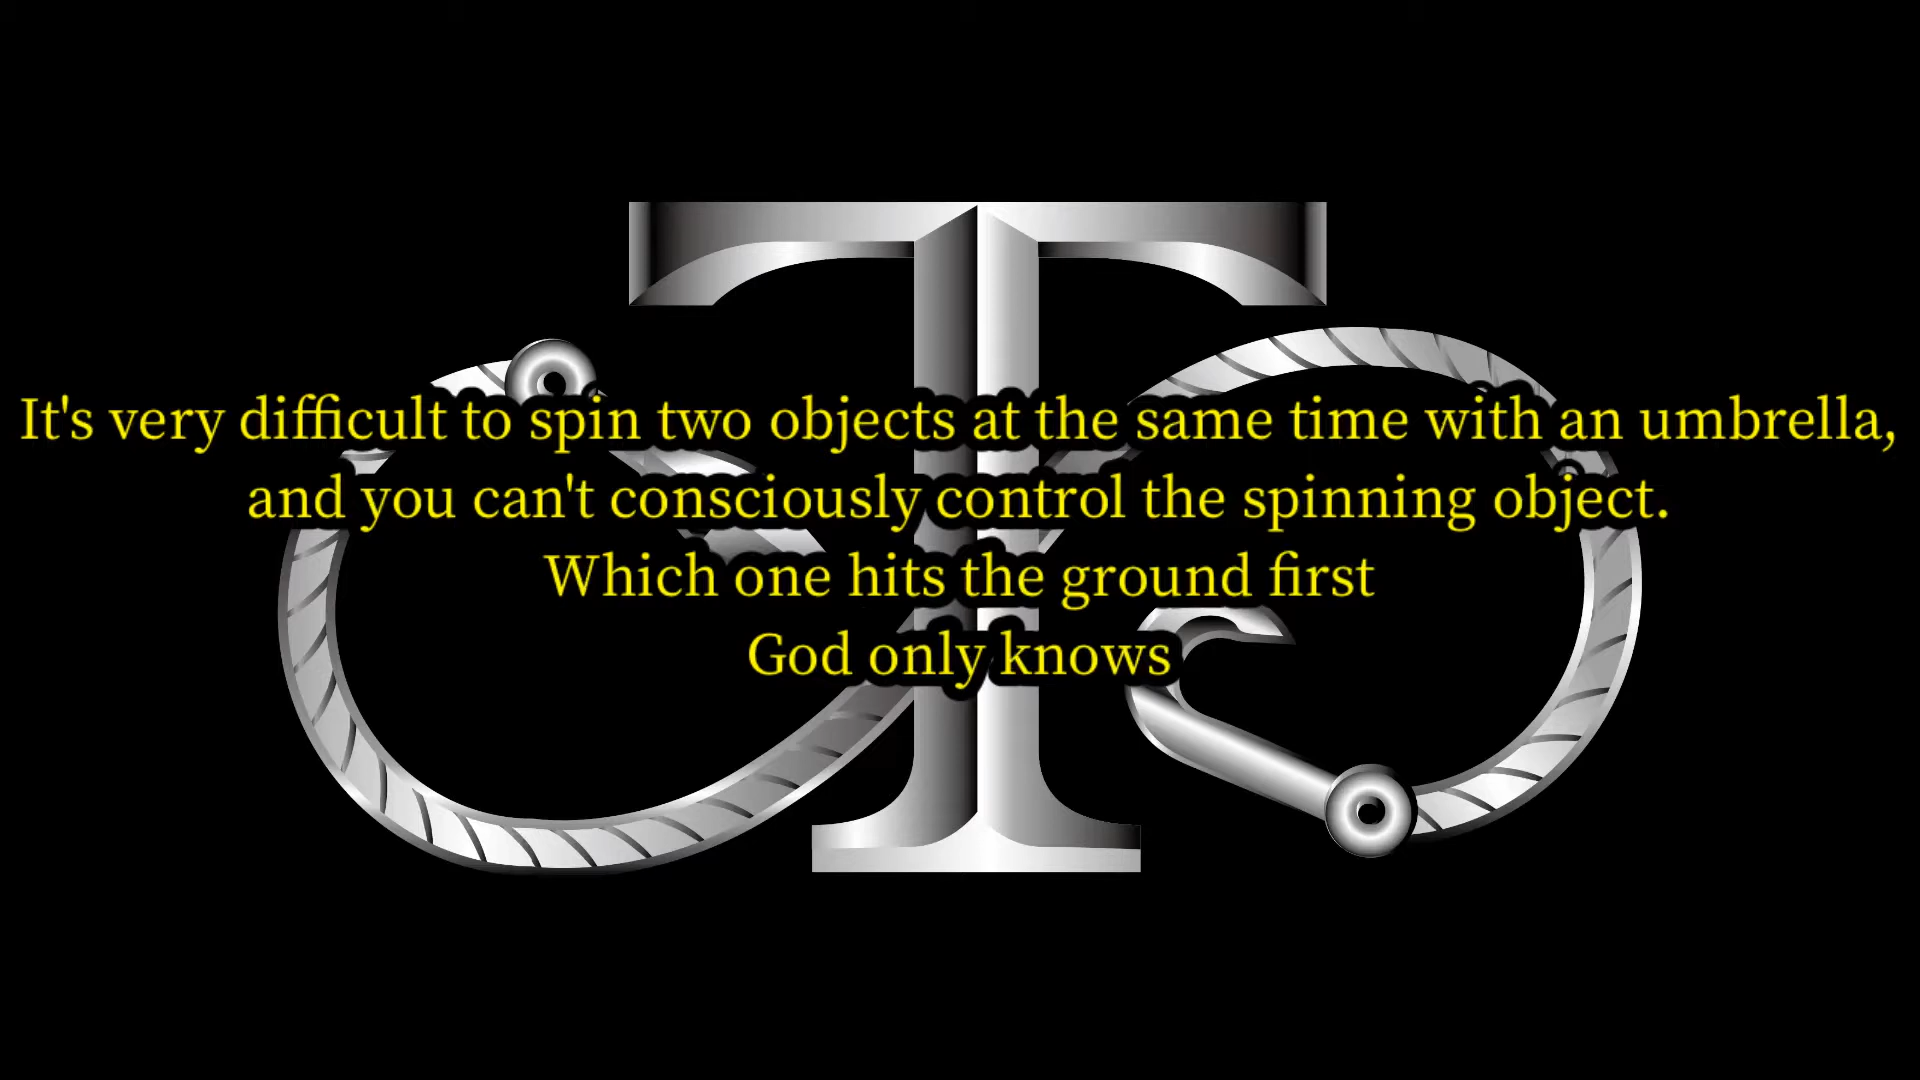 It's very difficult to spin two objects at the same time with an umbrella,
and you can't consciously control the spinning object.
Which one hits the ground first
God only knows